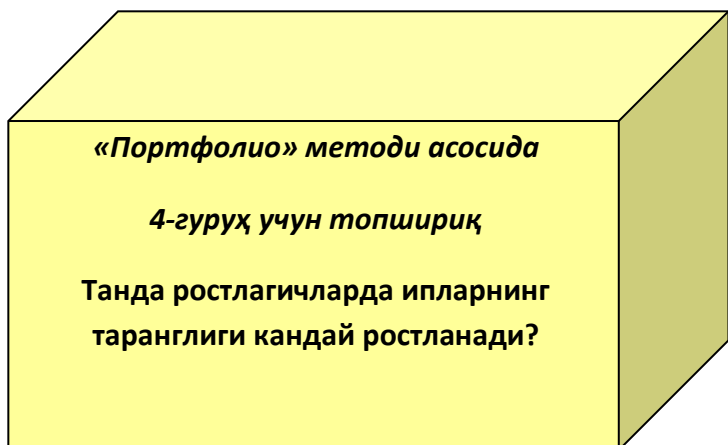 «Портфолио» методи асосида
4-гуруҳ учун топшириқ
Танда ростлагичларда ипларнинг
таранглиги кандай ростланади?